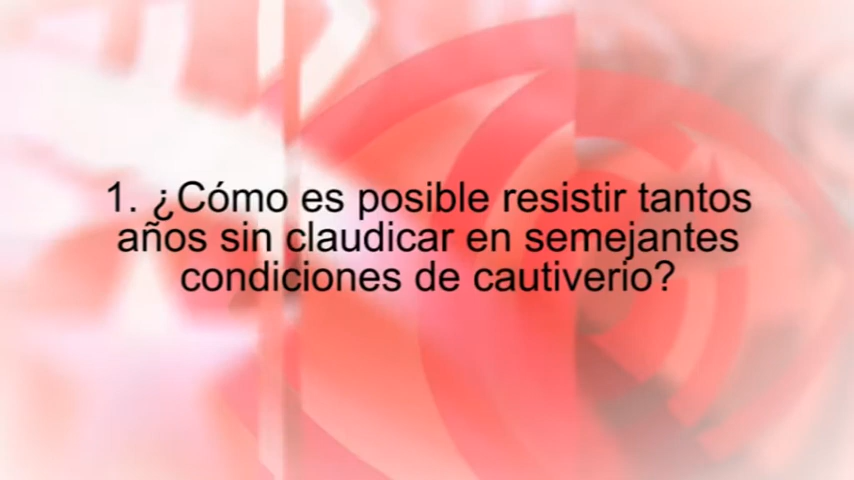 1. ¿Cómo es posible resistir tantos
años sin claudicar en semejantes
condiciones de cautiverio?